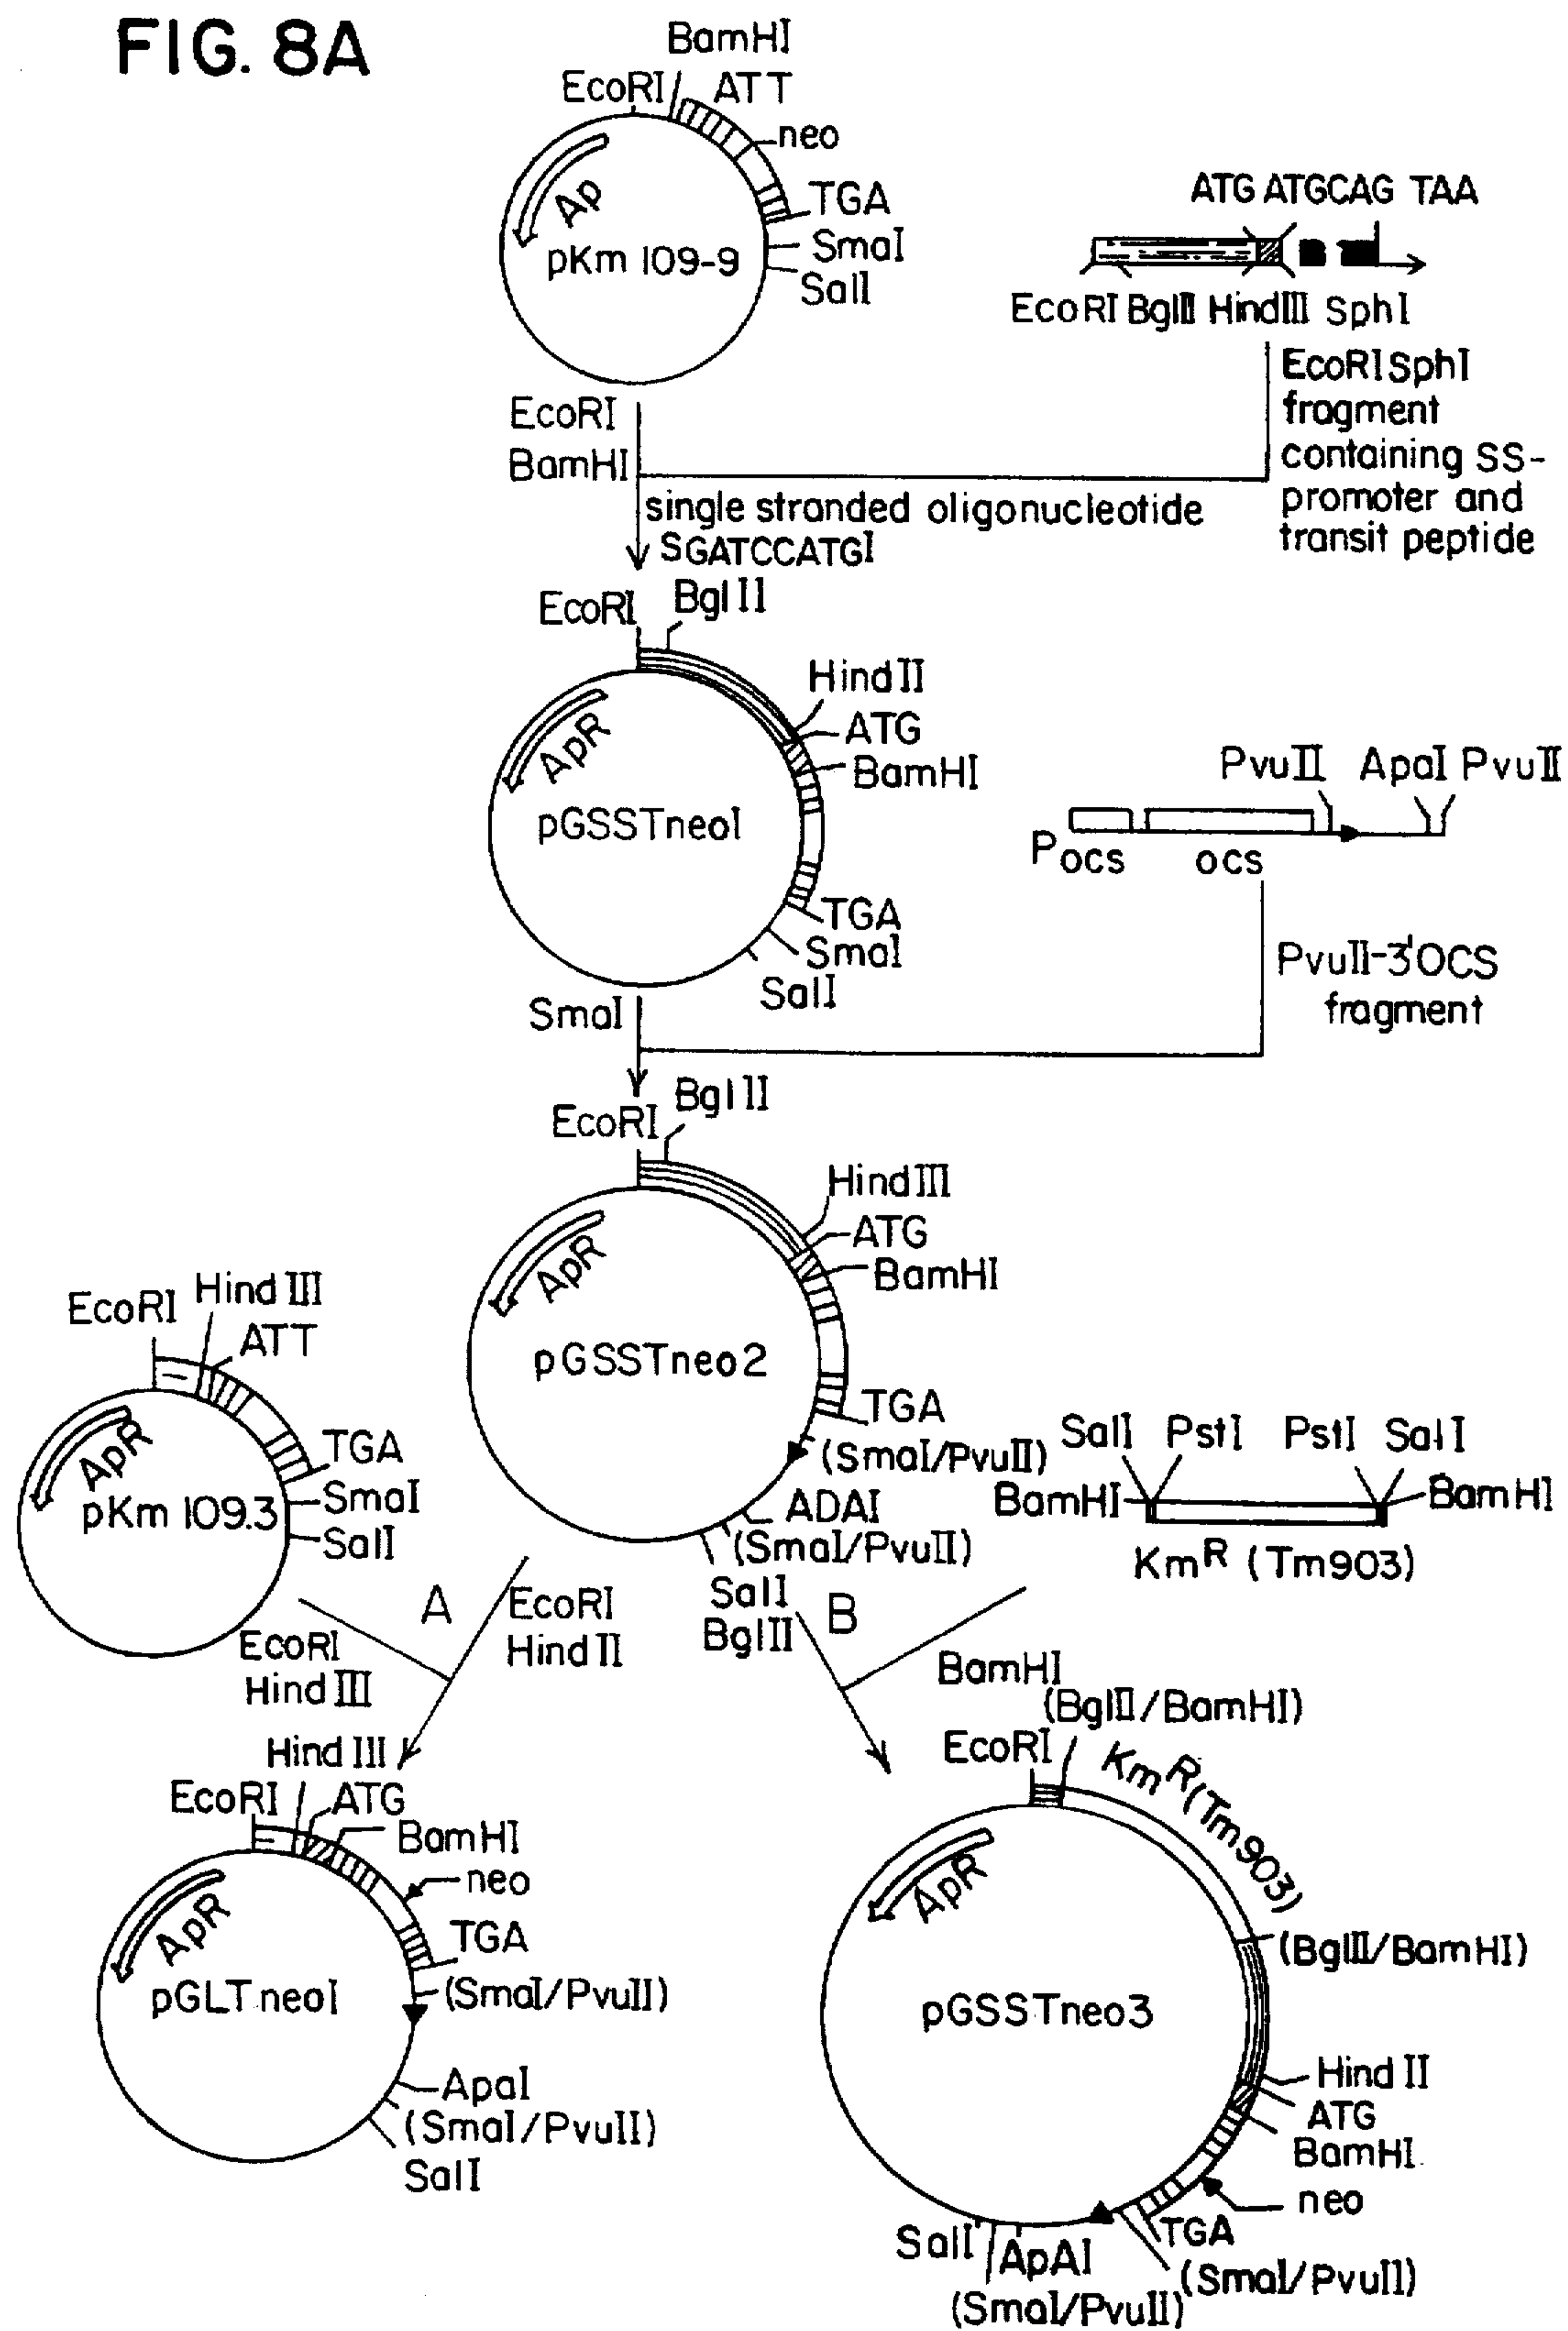 FIG. 8A
BamHI
EcoRI
ATT
neo
Ap
TGA
pKm 109-9
SmaI
SalI
ATG ATGCAG TAA
EcoRI BglII HindIII SphI
EcoRI SphI
fragment
containing SS-
promoter and
transit peptide
EcoRI
BamHI
single stranded oligonucleotide
SGATCCATGI
EcoRI
BglII
HindII
ATG
BamHI
ApR
pGSSTneo1
TGA
SmaI
SalI
PvuII ApaI PvuII
Pocs
ocs
PvuII-3'OCS
fragment
SmaI
BglII
EcoRI
HindIII
ATG
BamHI
ApR
pGSSTneo2
TGA
(SmaI/PvuII)
ADAI
(SmaI/PvuII)
SalI
BglII
EcoRI
Hind III
ATT
ApR
TGA
pKm 109.3
SmaI
SalI
SalI PstI PstI SalI
BamHI
BamHI
KmR (Tm903)
A
EcoRI
Hind II
EcoRI
Hind III
B
BamHI
Hind III
EcoRI
ATG
BamHI
neo
ApR
TGA
pGLTneo1
(SmaI/PvuII)
ApaI
(SmaI/PvuII)
SalI
(BglII/BamHI)
EcoRI
KmR(Tm903)
ApR
(BglII/BamHI)
pGSSTneo3
Hind II
ATG
BamHI
neo
TGA
(SmaI/PvuII)
SalI
ApAI
(SmaI/PvuII)